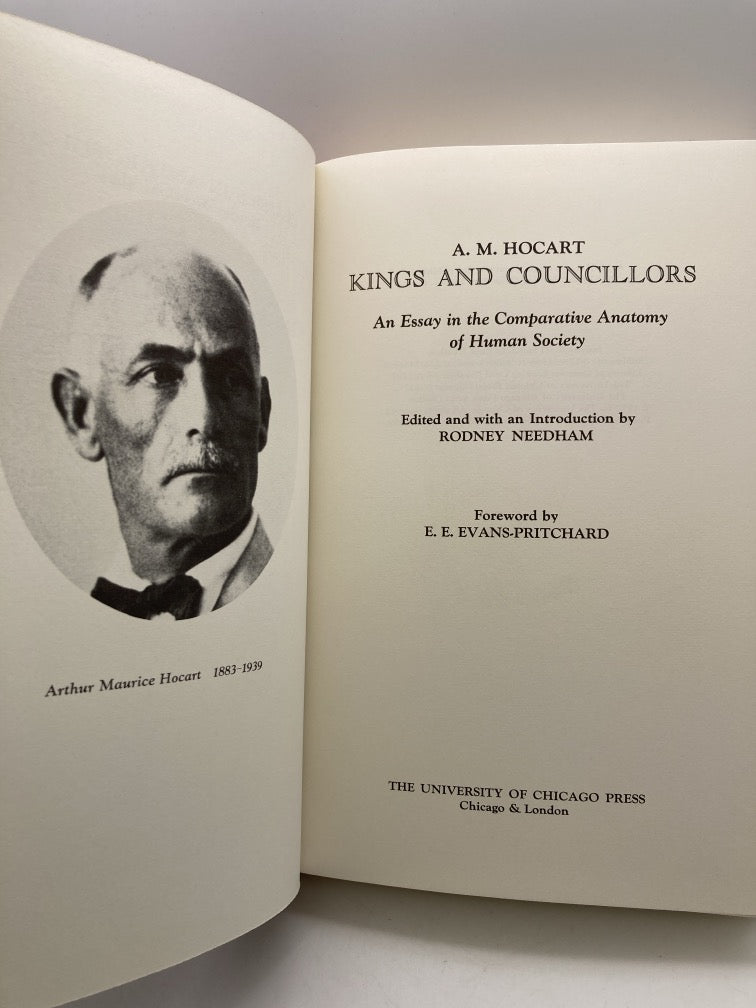 Arthur Maurice Hocart 1883-1939
A. M. HOCART
KINGS AND COUNCILLORS
An Essay in the Comparative Anatomy
of Human Society
Edited and with an Introduction by
RODNEY NEEDHAM
Foreword by
E. E. EVANS-PRITCHARD
THE UNIVERSITY OF CHICAGO PRESS
Chicago & London